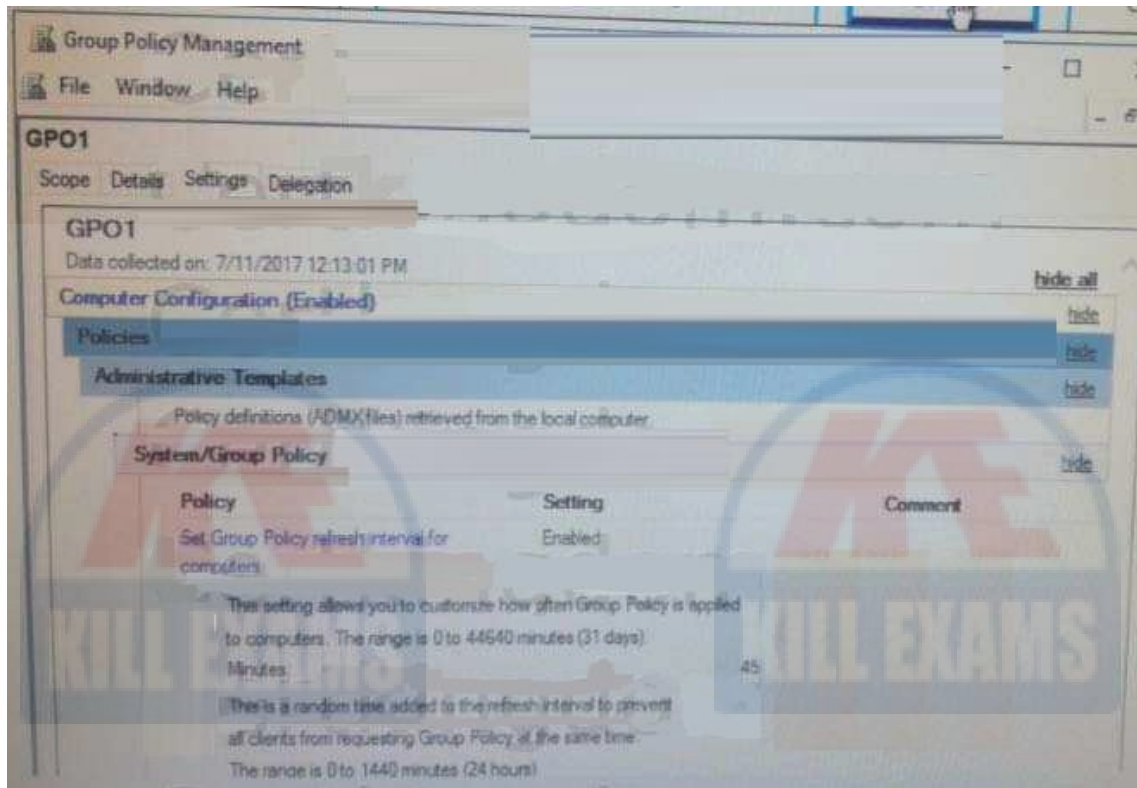 Group Policy Management
File Window Help
GPO1
Scope Details Settings Delegation
GPO1
Data collected on: 7/11/2017 12:13:01 PM
hide all
Computer Configuration (Enabled)
hide
Policies
hide
Administrative Templates
hide
Policy definitions (ADMX files) retrieved from the local computer.
System/Group Policy
hide
Policy Setting Comment
Set Group Policy refresh interval for Enabled
computers
This setting allows you to customize how often Group Policy is applied
to computers. The range is 0 to 44640 minutes (31 days)
Minutes 45
This is a random time added to the refresh interval to prevent
all clients from requesting Group Policy at the same time
The range is 0 to 1440 minutes (24 hours)
KILL EXAMS
KILL EXAMS